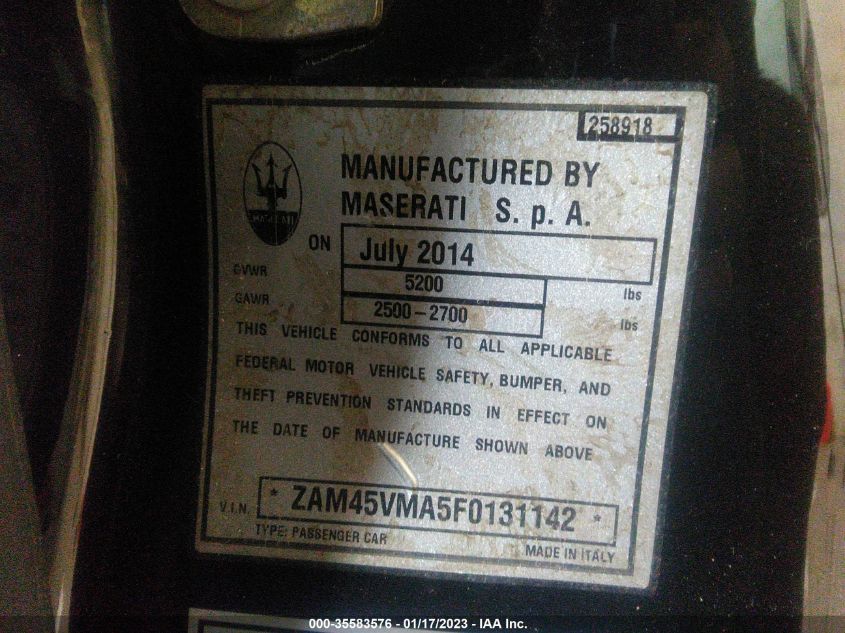 258918
MASERATI
MANUFACTURED BY
MASERATI S. p. A.
ON July 2014
GVWR 5200 lbs
GAWR 2500-2700 lbs
THIS VEHICLE CONFORMS TO ALL APPLICABLE
FEDERAL MOTOR VEHICLE SAFETY, BUMPER, AND
THEFT PREVENTION STANDARDS IN EFFECT ON
THE DATE OF MANUFACTURE SHOWN ABOVE
V.I.N. * ZAM45VMA5F0131142 *
TYPE: PASSENGER CAR MADE IN ITALY
000-35583576 / 01/17/2023 - IAA Inc.